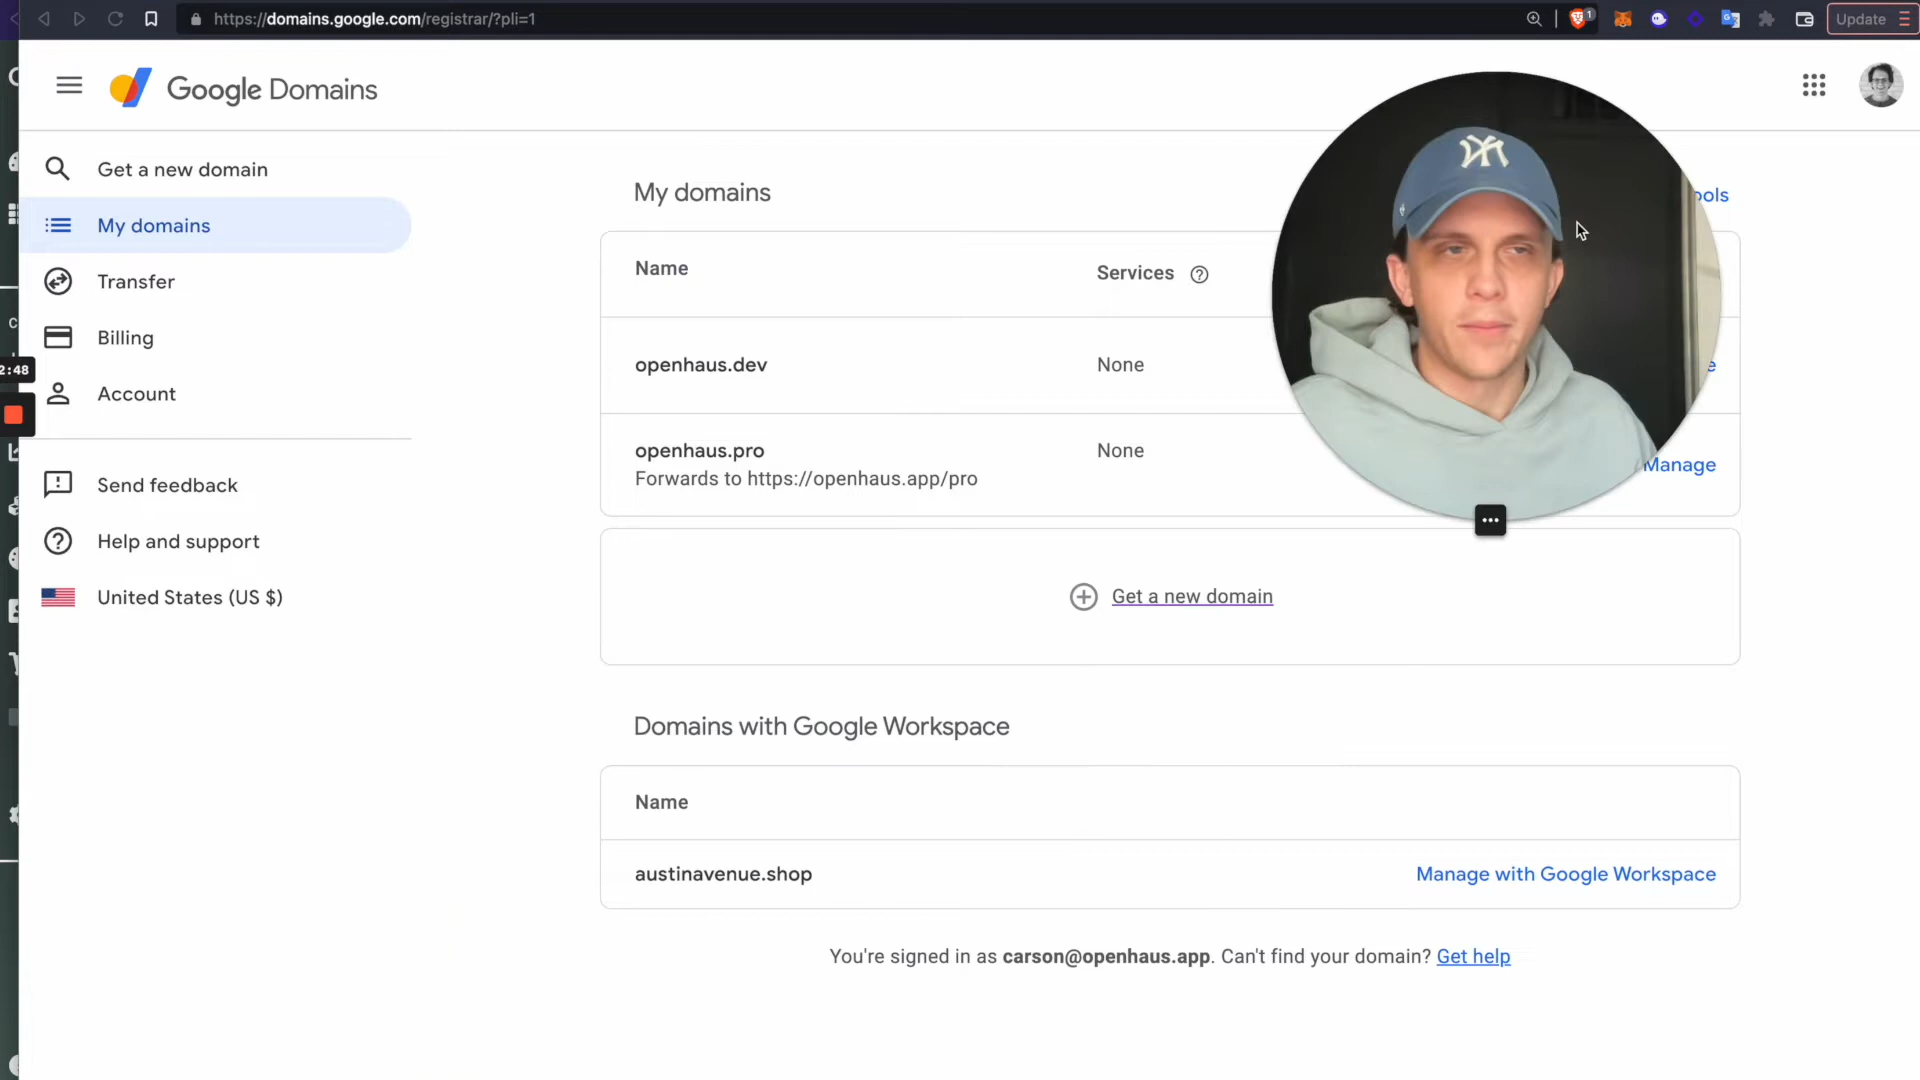 https://domains.google.com/registrar/?pli=1
1
Update
Google Domains
Get a new domain
My domains
Transfer
Billing
Account
Send feedback
Help and support
United States (US $)
2:48
My domains
Name
Services
openhaus.dev
None
openhaus.pro
None
Forwards to https://openhaus.app/pro
Manage
Get a new domain
Domains with Google Workspace
Name
austinavenue.shop
Manage with Google Workspace
You're signed in as carson@openhaus.app. Can't find your domain? Get help